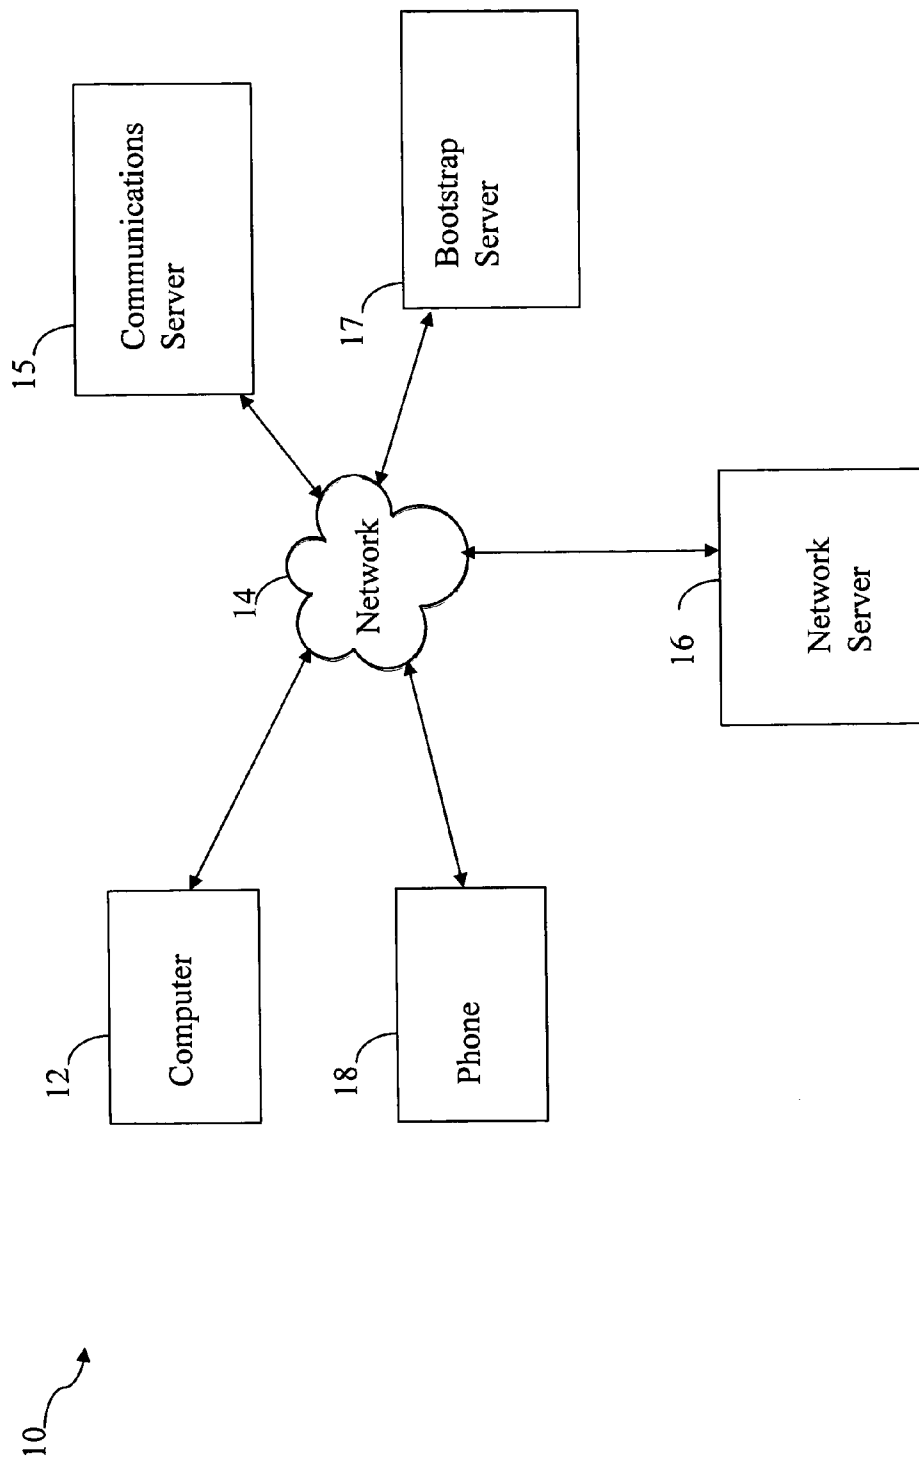 10
12
Computer
18
Phone
14
Network
15
Communications
Server
17
Bootstrap
Server
16
Network
Server